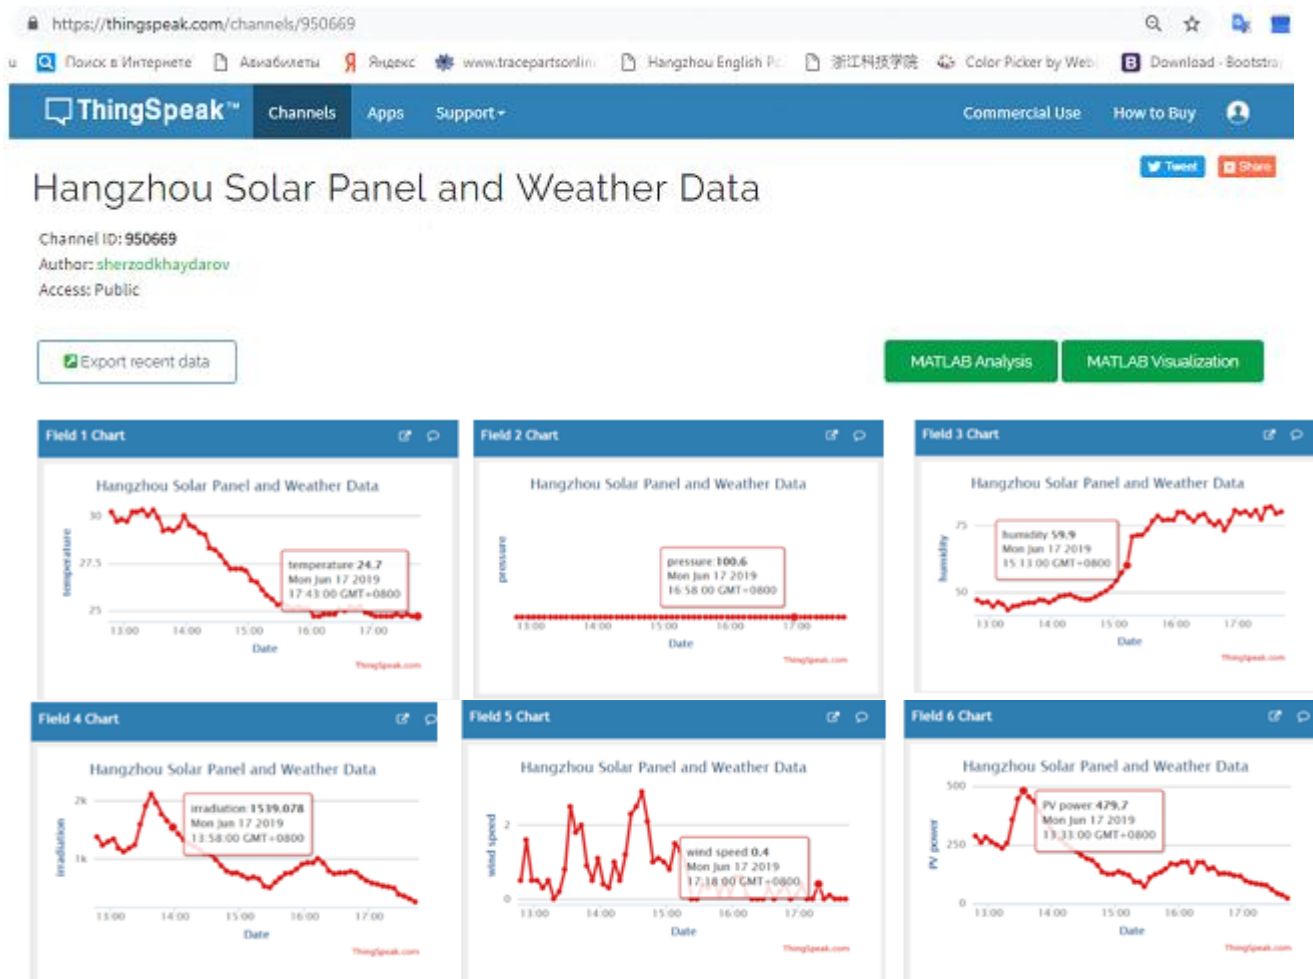 https://thingspeak.com/channels/950669
u Поиск в Интернете Авиабилеты Яндекс www.tracepartsonlin Hangzhou English Po 浙江科技学院 Color Picker by Web Download - Bootstra
ThingSpeak™ Channels Apps Support Commercial Use How to Buy
Tweet Share
Hangzhou Solar Panel and Weather Data
Channel ID: 950669
Author: sherzodkhaydarov
Access: Public
Export recent data MATLAB Analysis MATLAB Visualization
Field 1 Chart
Hangzhou Solar Panel and Weather Data
temperature
30
27.5
25
temperature 24.7
Mon Jun 17 2019
17:43:00 GMT+0800
13:00 14:00 15:00 16:00 17:00
Date
ThingSpeak.com
Field 2 Chart
Hangzhou Solar Panel and Weather Data
pressure
pressure: 100.6
Mon Jun 17 2019
16:58:00 GMT+0800
13:00 14:00 15:00 16:00 17:00
Date
ThingSpeak.com
Field 3 Chart
Hangzhou Solar Panel and Weather Data
humidity
75
50
humidity 59.9
Mon Jun 17 2019
15:13:00 GMT+0800
13:00 14:00 15:00 16:00 17:00
Date
ThingSpeak.com
Field 4 Chart
Hangzhou Solar Panel and Weather Data
irradiation
2k
1k
irradiation: 1539.078
Mon Jun 17 2019
13:58:00 GMT+0800
13:00 14:00 15:00 16:00 17:00
Date
ThingSpeak.com
Field 5 Chart
Hangzhou Solar Panel and Weather Data
wind speed
2
0
wind speed 0.4
Mon Jun 17 2019
17:18:00 GMT+0800
13:00 14:00 15:00 16:00 17:00
Date
ThingSpeak.com
Field 6 Chart
Hangzhou Solar Panel and Weather Data
PV power
500
250
0
PV power 479.7
Mon Jun 17 2019
13:33:00 GMT+0800
13:00 14:00 15:00 16:00 17:00
Date
ThingSpeak.com